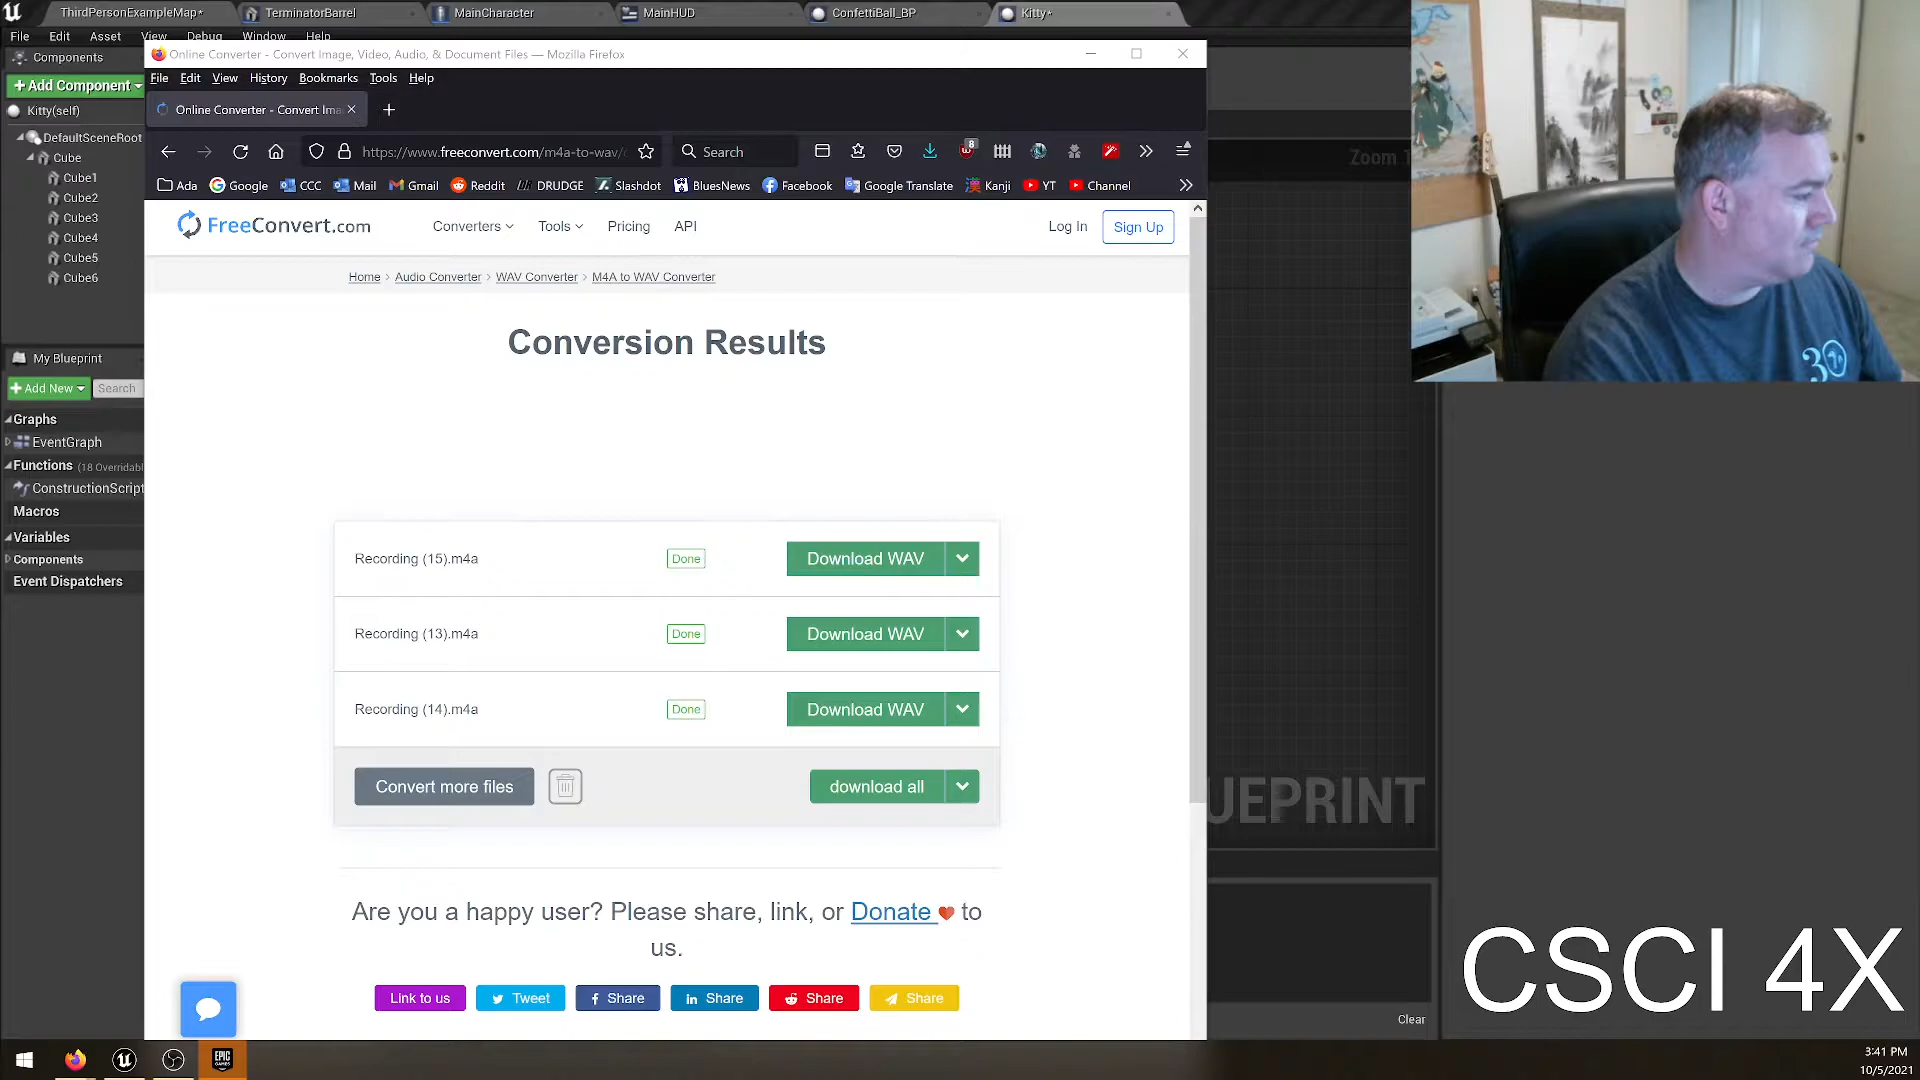 ThirdPersonExampleMap*
TerminatorBarrel
MainCharacter
MainHUD
ConfettiBall_BP
Kitty*
File Edit Asset View Debug Window Help
Components
Online Converter - Convert Image, Video, Audio, & Document Files — Mozilla Firefox
File Edit View History Bookmarks Tools Help
+ Add Component
Kitty(self)
Online Converter - Convert Ima
DefaultSceneRoot
Cube
Cube1
Cube2
Cube3
Cube4
Cube5
Cube6
https://www.freeconvert.com/m4a-to-wav/
Search
8
Zoom
Ada Google CCC Mail Gmail Reddit DRUDGE Slashdot BluesNews Facebook Google Translate Kanji YT Channel
FreeConvert.com
Converters Tools Pricing API
Log In
Sign Up
Home > Audio Converter > WAV Converter > M4A to WAV Converter
Conversion Results
My Blueprint
+ Add New
Search
Graphs
EventGraph
Functions (18 Overridabl
ConstructionScript
Macros
Variables
Components
Event Dispatchers
Recording (15).m4a Done Download WAV
Recording (13).m4a Done Download WAV
Recording (14).m4a Done Download WAV
Convert more files
download all
Are you a happy user? Please share, link, or Donate to
us.
Link to us Tweet Share Share Share Share
UEPRINT
30
CSCI 4X
Clear
EPIC
GAMES
3:41 PM
10/5/2021